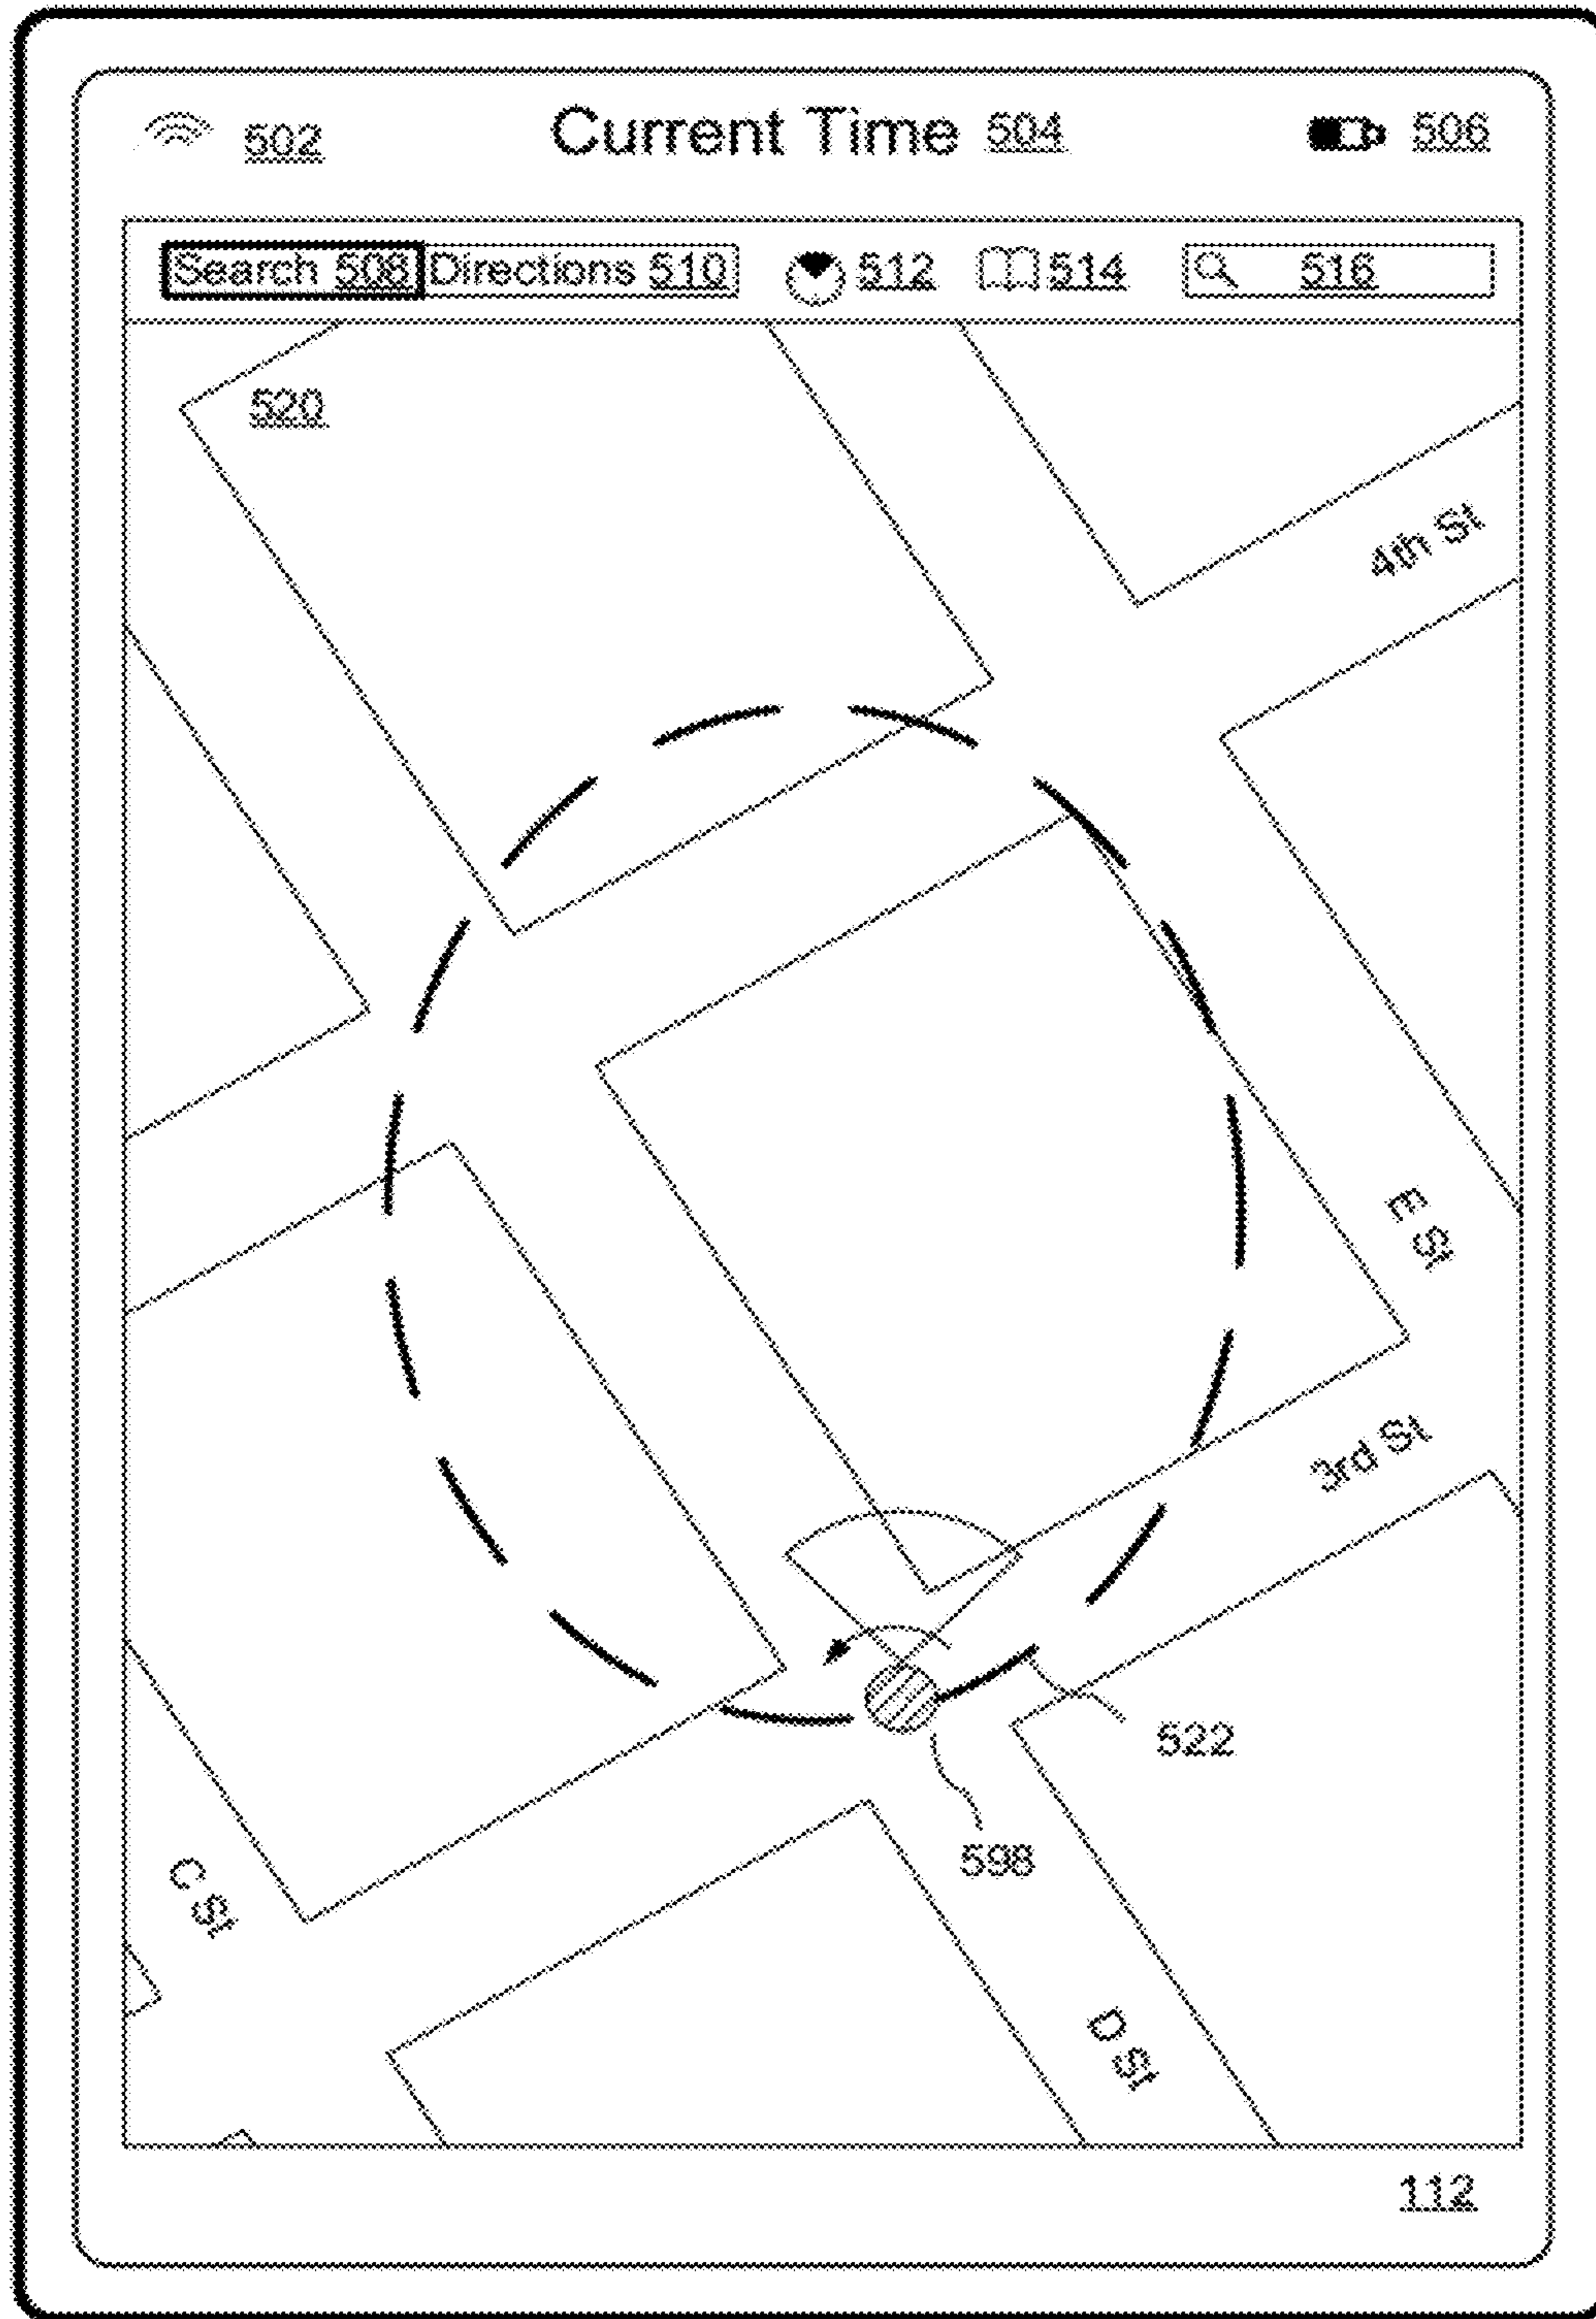 502 Current Time 504 506
Search 508 Directions 510 512 514 516
520
4th St
E St
3rd St
522
598
C St
D St
112